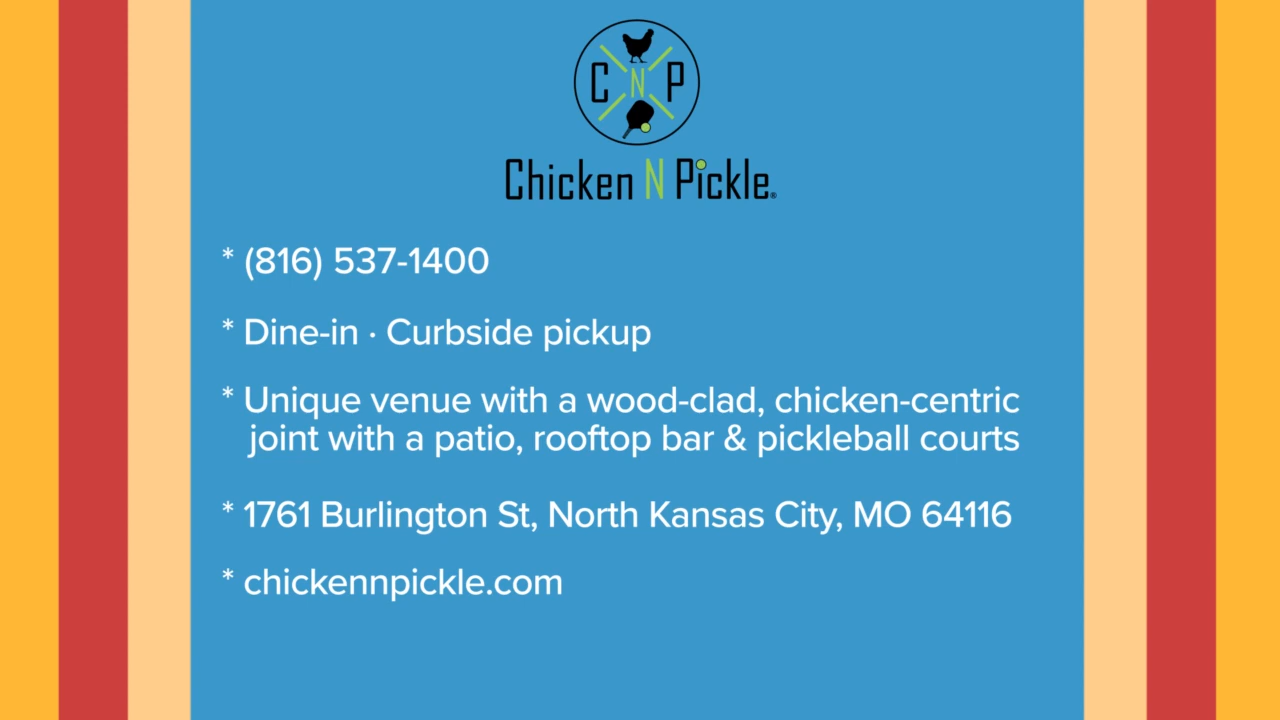 C N P
Chicken N Pickle®
* (816) 537-1400
* Dine-in · Curbside pickup
* Unique venue with a wood-clad, chicken-centric
joint with a patio, rooftop bar & pickleball courts
* 1761 Burlington St, North Kansas City, MO 64116
* chickennpickle.com